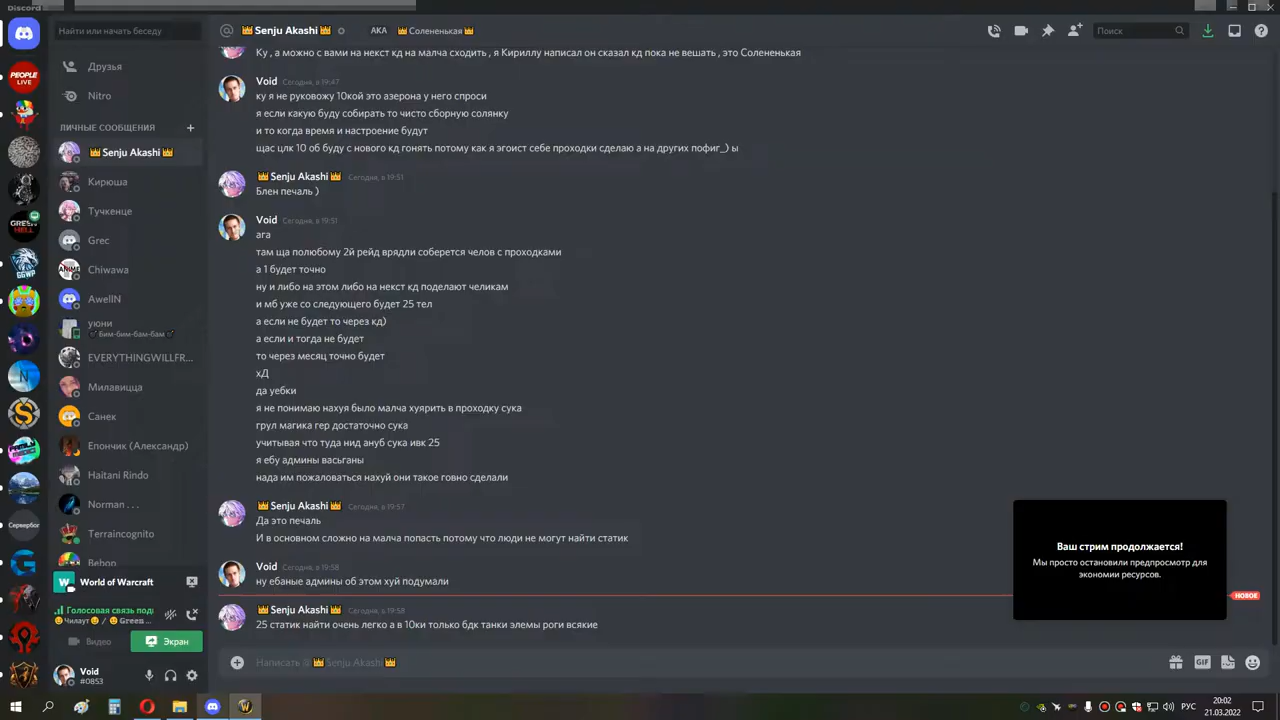 Discord
Найти или начать беседу
@ Senju Akashi AKA Солененькая
Поиск
Ку , а можно с вами на некст кд на малча сходить , я Кириллу написал он сказал кд пока не вешать , это Солененькая
Друзья
Nitro
ЛИЧНЫЕ СООБЩЕНИЯ
Senju Akashi
Кирюша
Тучкенце
Grec
Chiwawa
AwellN
уюни
Бим-бим-бам-бам
EVERYTHINGWILLFR...
Милавицца
Санек
Епончик (Александр)
Haitani Rindo
Norman . . .
Terraincognito
Bebop
PEOPLE
LIVE
GREEN
HELL
GGWP
ANIME
Сервербог
Void Сегодня, в 19:47
ку я не руковожу 10кой это азерона у него спроси
я если какую буду собирать то чисто сборную солянку
и то когда время и настроение будут
щас цлк 10 об буду с нового кд гонять потому как я эгоист себе проходки сделаю а на других пофиг_) ы
Senju Akashi Сегодня, в 19:51
Блен печаль )
Void Сегодня, в 19:51
ага
там ща полюбому 2й рейд врядли соберется челов с проходками
а 1 будет точно
ну и либо на этом либо на некст кд поделают челикам
и мб уже со следующего будет 25 тел
а если не будет то через кд)
а если и тогда не будет
то через месяц точно будет
хД
да уебки
я не понимаю нахуя было малча хуярить в проходку сука
грул магика гер достаточно сука
учитывая что туда нид ануб сука ивк 25
я ебу админы васьганы
нада им пожаловаться нахуй они такое говно сделали
Senju Akashi Сегодня, в 19:57
Да это печаль
И в основном сложно на малча попасть потому что люди не могут найти статик
Void Сегодня, в 19:58
ну ебаные админы об этом хуй подумали
НОВОЕ
Senju Akashi Сегодня, в 19:58
25 статик найти очень легко а в 10ки только бдк танки элемы роги всякие
Ваш стрим продолжается!
Мы просто остановили предпросмотр для
экономии ресурсов.
World of Warcraft
Голосовая связь подк
Чилаут / Green
Видео
Экран
Void
#0853
Написать @ Senju Akashi
GIF
РУС
20:02
21.03.2022